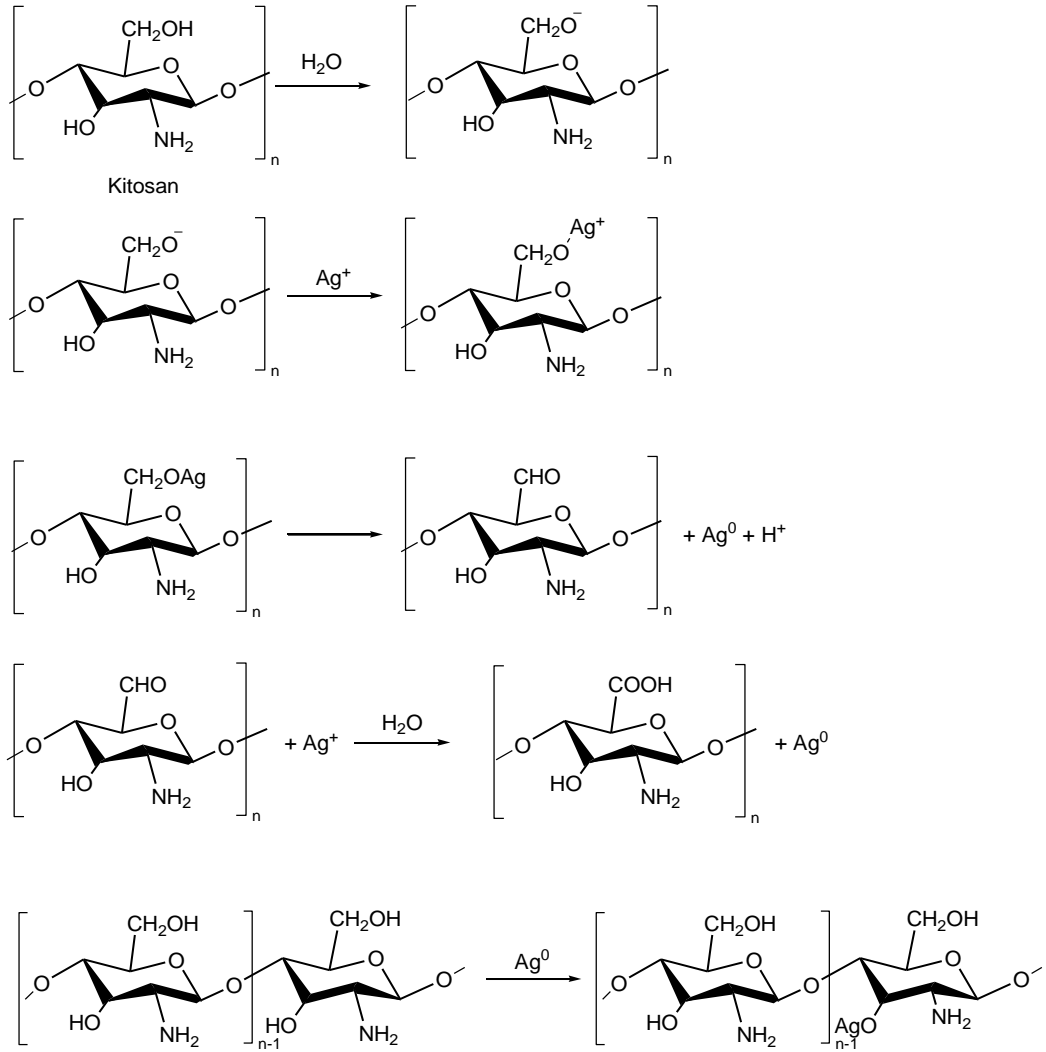 CH₂OH
O
O
O
HO
NH₂
n
Kitosan
H₂O
CH₂O⁻
O
O
O
HO
NH₂
n
CH₂O⁻
O
O
O
HO
NH₂
n
Ag⁺
Ag⁺
CH₂O
O
O
O
HO
NH₂
n
CH₂OAg
O
O
O
HO
NH₂
n
CHO
O
O
O
HO
NH₂
n
+ Ag⁰ + H⁺
CHO
O
O
O
HO
NH₂
n
+ Ag⁺
H₂O
COOH
O
O
O
HO
NH₂
n
+ Ag⁰
CH₂OH
O
O
O
HO
NH₂
n-1
CH₂OH
O
O
HO
NH₂
Ag⁰
CH₂OH
O
O
O
HO
NH₂
n-1
CH₂OH
O
O
AgO
NH₂